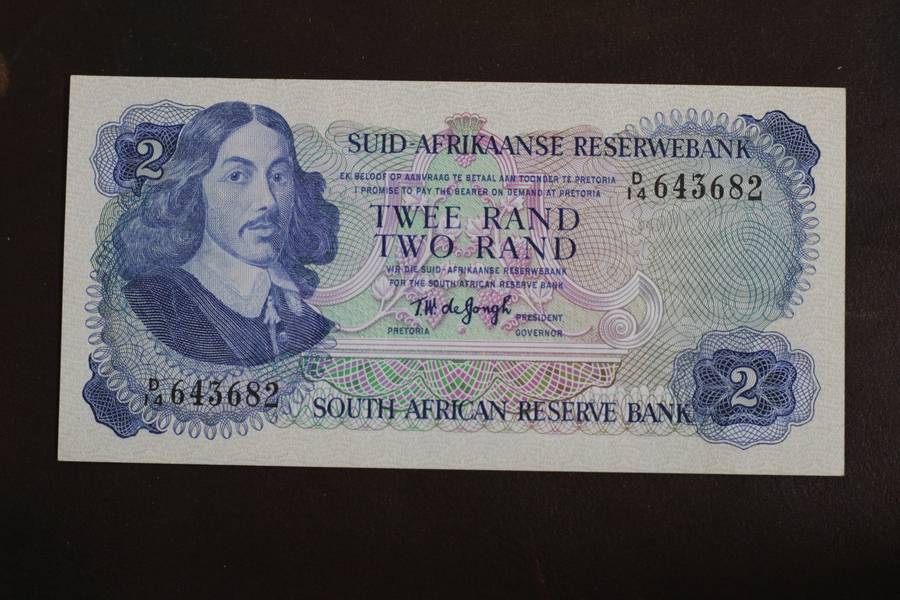 2
SUID-AFRIKAANSE RESERWEBANK
EK BELOOF OP AANVRAAG TE BETAAL AAN TOONDER TE PRETORIA
I PROMISE TO PAY THE BEARER ON DEMAND AT PRETORIA
D/14 643682
TWEE RAND
TWO RAND
VIR DIE SUID-AFRIKAANSE RESERWEBANK
FOR THE SOUTH AFRICAN RESERVE BANK
T.W. de Jongh
PRESIDENT
PRETORIA GOVERNOR
D/14 643682
2
SOUTH AFRICAN RESERVE BANK